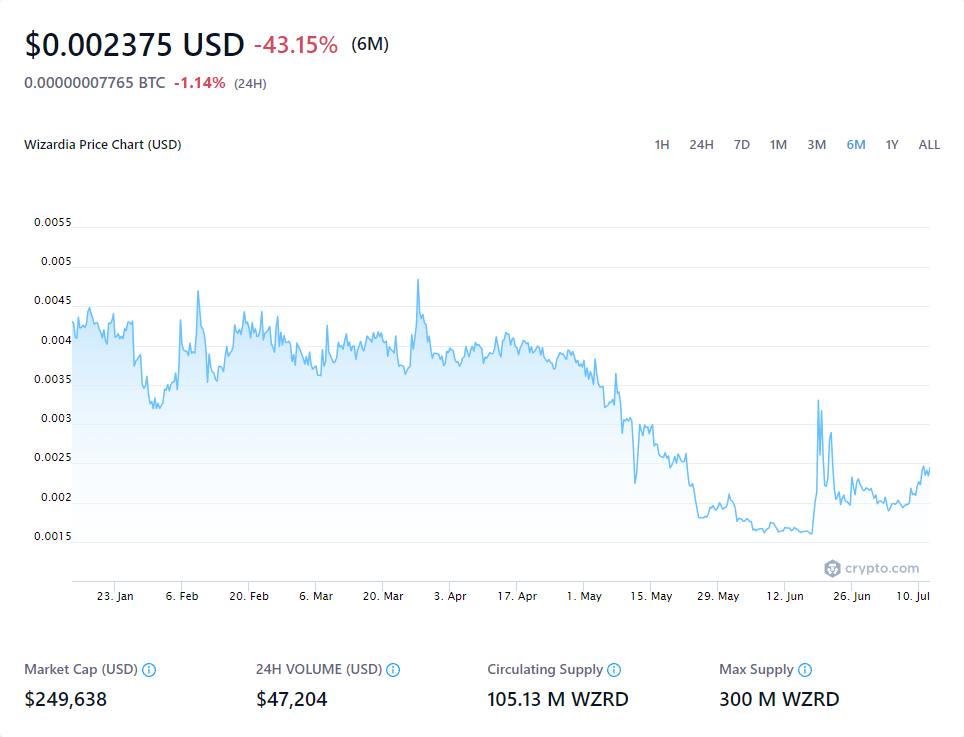 $0.002375 USD -43.15% (6M)
0.00000007765 BTC -1.14% (24H)
Wizardia Price Chart (USD) 1H 24H 7D 1M 3M 6M 1Y ALL
0.0055
0.005
0.0045
0.004
0.0035
0.003
0.0025
0.002
0.0015
crypto.com
23. Jan 6. Feb 20. Feb 6. Mar 20. Mar 3. Apr 17. Apr 1. May 15. May 29. May 12. Jun 26. Jun 10. Jul
Market Cap (USD) 24H VOLUME (USD) Circulating Supply Max Supply
$249,638 $47,204 105.13 M WZRD 300 M WZRD